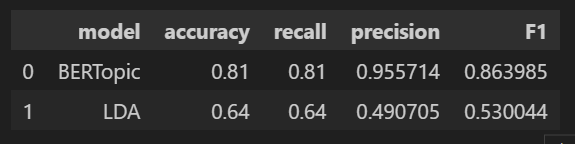 model accuracy recall precision F1
0 BERTopic 0.81 0.81 0.955714 0.863985
1 LDA 0.64 0.64 0.490705 0.530044